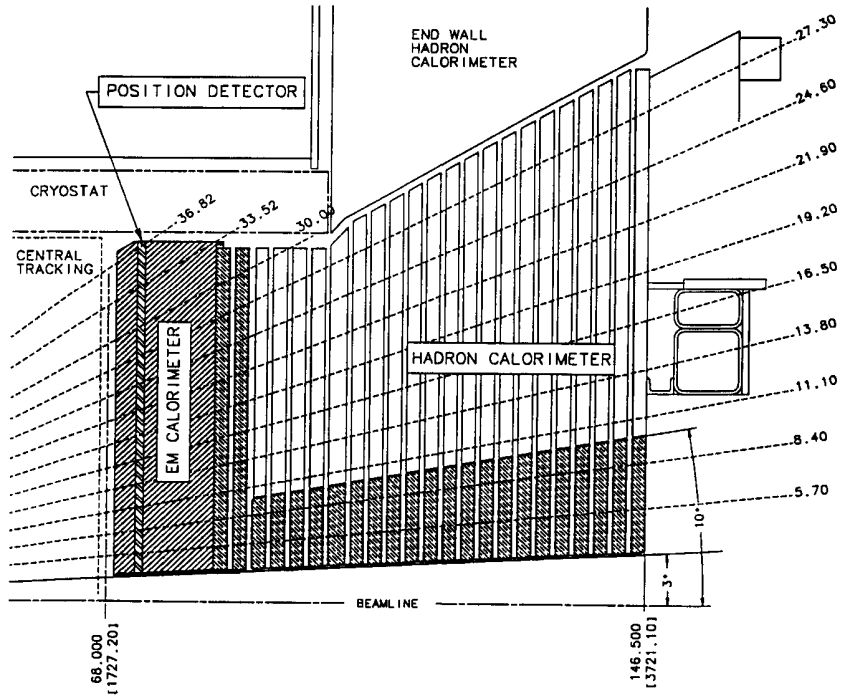 END WALL
HADRON
CALORIMETER
27.30
POSITION DETECTOR
24.60
21.90
CRYOSTAT
36.82
33.52
30.00
19.20
CENTRAL
TRACKING
16.50
EM CALORIMETER
13.80
HADRON CALORIMETER
11.10
8.40
5.70
10°
3°
BEAMLINE
68.000
[1727.20]
146.500
[3721.10]